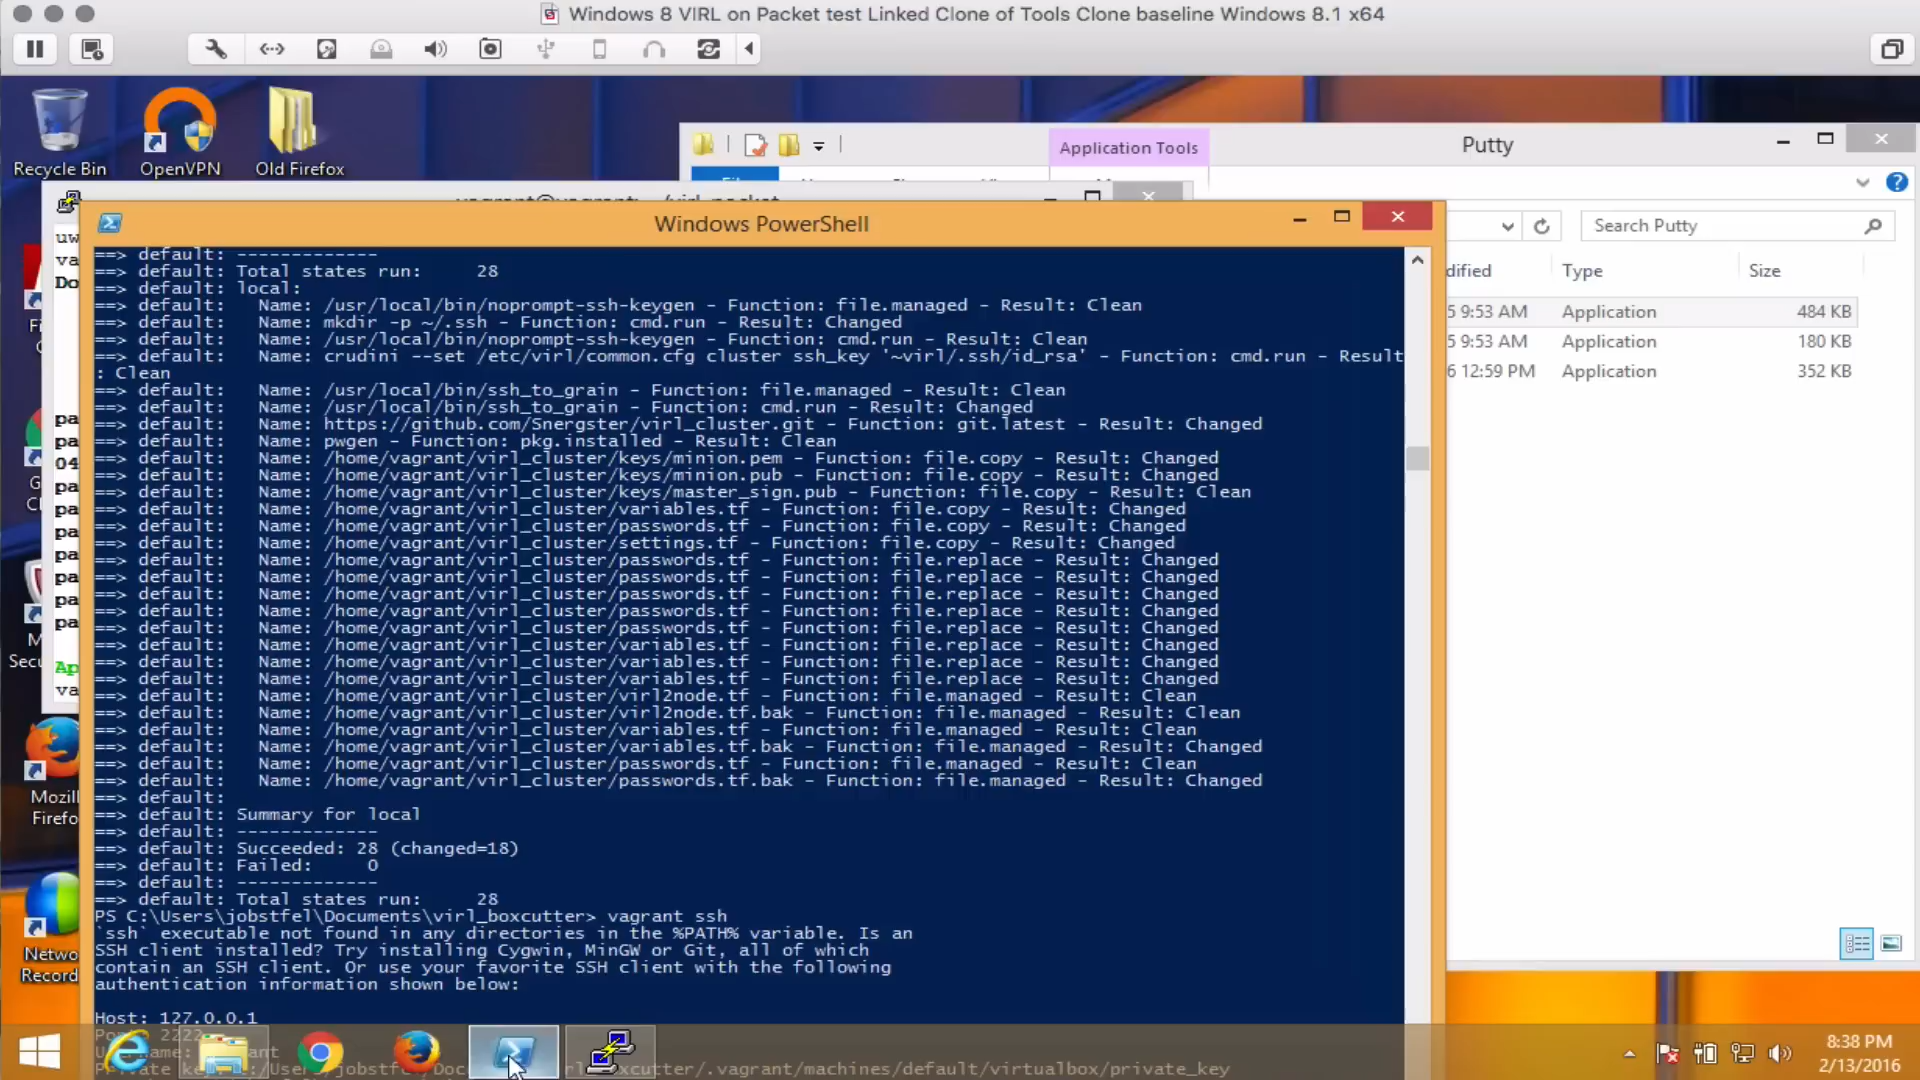 Windows 8 VIRL on Packet test Linked Clone of Tools Clone baseline Windows 8.1 x64
Recycle Bin
OpenVPN
Old Firefox
Application Tools
Putty
Search Putty
Windows PowerShell
dified
Type
Size
5 9:53 AM Application 484 KB
5 9:53 AM Application 180 KB
6 12:59 PM Application 352 KB
==> default: -------------
==> default: Total states run:     28
==> default: local:
==> default:   Name: /usr/local/bin/noprompt-ssh-keygen - Function: file.managed - Result: Clean
==> default:   Name: mkdir -p ~/.ssh - Function: cmd.run - Result: Changed
==> default:   Name: /usr/local/bin/noprompt-ssh-keygen - Function: cmd.run - Result: Clean
==> default:   Name: crudini --set /etc/virl/common.cfg cluster ssh_key '~virl/.ssh/id_rsa' - Function: cmd.run - Result
: Clean
==> default:   Name: /usr/local/bin/ssh_to_grain - Function: file.managed - Result: Clean
==> default:   Name: /usr/local/bin/ssh_to_grain - Function: cmd.run - Result: Changed
==> default:   Name: https://github.com/Snergster/virl_cluster.git - Function: git.latest - Result: Changed
==> default:   Name: pwgen - Function: pkg.installed - Result: Clean
==> default:   Name: /home/vagrant/virl_cluster/keys/minion.pem - Function: file.copy - Result: Changed
==> default:   Name: /home/vagrant/virl_cluster/keys/minion.pub - Function: file.copy - Result: Changed
==> default:   Name: /home/vagrant/virl_cluster/keys/master_sign.pub - Function: file.copy - Result: Clean
==> default:   Name: /home/vagrant/virl_cluster/variables.tf - Function: file.copy - Result: Changed
==> default:   Name: /home/vagrant/virl_cluster/passwords.tf - Function: file.copy - Result: Changed
==> default:   Name: /home/vagrant/virl_cluster/settings.tf - Function: file.copy - Result: Changed
==> default:   Name: /home/vagrant/virl_cluster/passwords.tf - Function: file.replace - Result: Changed
==> default:   Name: /home/vagrant/virl_cluster/passwords.tf - Function: file.replace - Result: Changed
==> default:   Name: /home/vagrant/virl_cluster/passwords.tf - Function: file.replace - Result: Changed
==> default:   Name: /home/vagrant/virl_cluster/passwords.tf - Function: file.replace - Result: Changed
==> default:   Name: /home/vagrant/virl_cluster/passwords.tf - Function: file.replace - Result: Changed
==> default:   Name: /home/vagrant/virl_cluster/variables.tf - Function: file.replace - Result: Changed
==> default:   Name: /home/vagrant/virl_cluster/variables.tf - Function: file.replace - Result: Changed
==> default:   Name: /home/vagrant/virl_cluster/variables.tf - Function: file.replace - Result: Changed
==> default:   Name: /home/vagrant/virl_cluster/virl2node.tf - Function: file.managed - Result: Clean
==> default:   Name: /home/vagrant/virl_cluster/virl2node.tf.bak - Function: file.managed - Result: Clean
==> default:   Name: /home/vagrant/virl_cluster/variables.tf - Function: file.managed - Result: Clean
==> default:   Name: /home/vagrant/virl_cluster/variables.tf.bak - Function: file.managed - Result: Changed
==> default:   Name: /home/vagrant/virl_cluster/passwords.tf - Function: file.managed - Result: Clean
==> default:   Name: /home/vagrant/virl_cluster/passwords.tf.bak - Function: file.managed - Result: Changed
==> default:
==> default: Summary for local
==> default: -------------
==> default: Succeeded: 28 (changed=18)
==> default: Failed:     0
==> default: -------------
==> default: Total states run:     28
PS C:\Users\jobstfel\Documents\virl_boxcutter> vagrant ssh
`ssh` executable not found in any directories in the %PATH% variable. Is an
SSH client installed? Try installing Cygwin, MinGW or Git, all of which
contain an SSH client. Or use your favorite SSH client with the following
authentication information shown below:
Host: 127.0.0.1
Mozill
Firefo
Netwo
Record
8:38 PM
2/13/2016